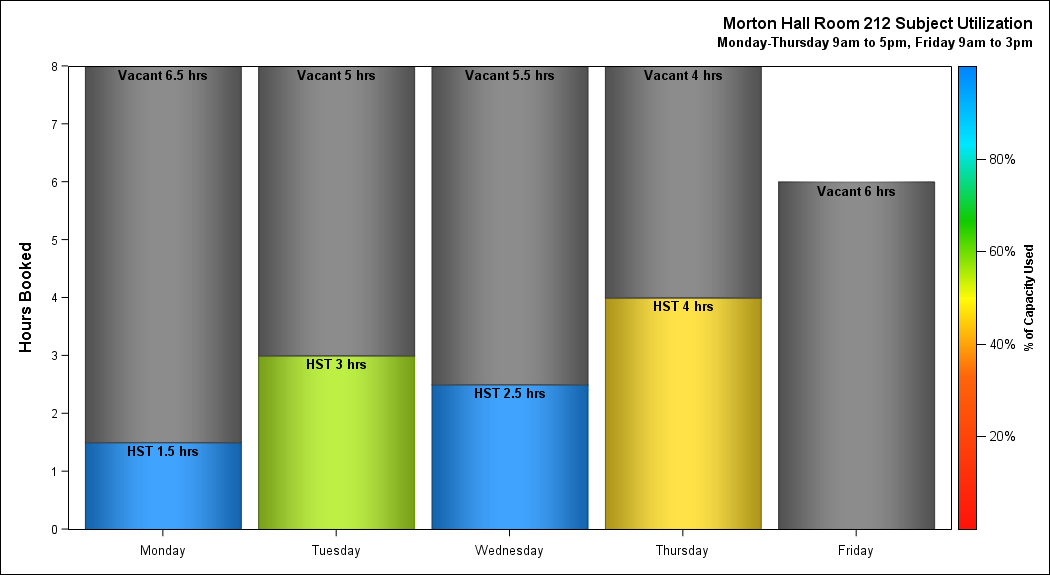 Morton Hall Room 212 Subject Utilization
Monday-Thursday 9am to 5pm, Friday 9am to 3pm
Hours Booked
8
7
6
5
4
3
2
1
0
Vacant 6.5 hrs
Vacant 5 hrs
Vacant 5.5 hrs
Vacant 4 hrs
Vacant 6 hrs
HST 4 hrs
HST 3 hrs
HST 2.5 hrs
HST 1.5 hrs
Monday
Tuesday
Wednesday
Thursday
Friday
80%
60%
40%
20%
% of Capacity Used